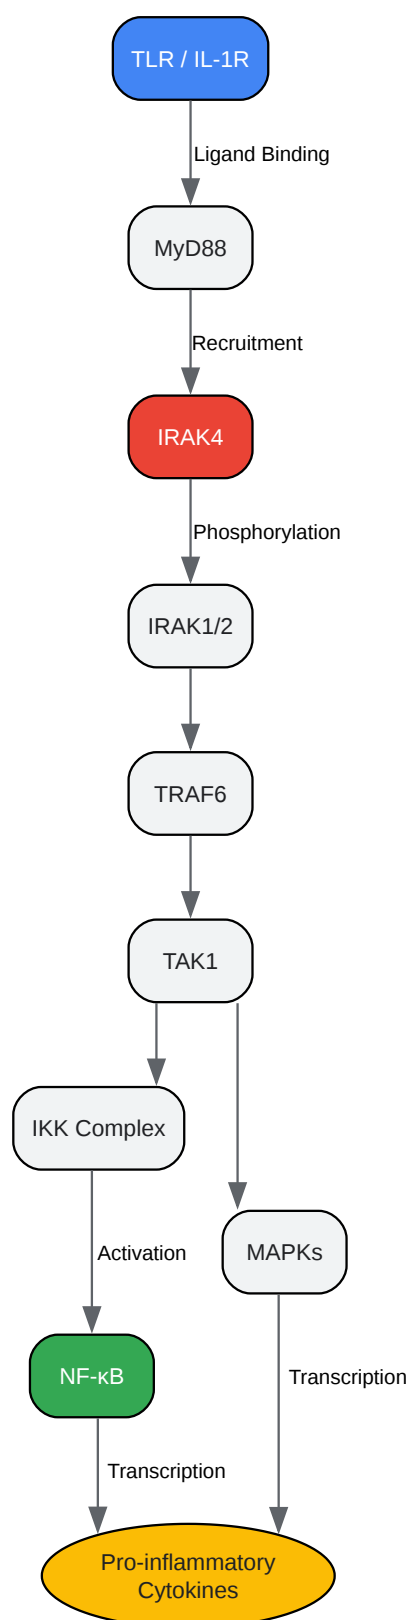 TLR / IL-1R
Ligand Binding
MyD88
Recruitment
IRAK4
Phosphorylation
IRAK1/2
TRAF6
TAK1
IKK Complex
Activation
MAPKs
NF-κB
Transcription
Transcription
Pro-inflammatory
Cytokines